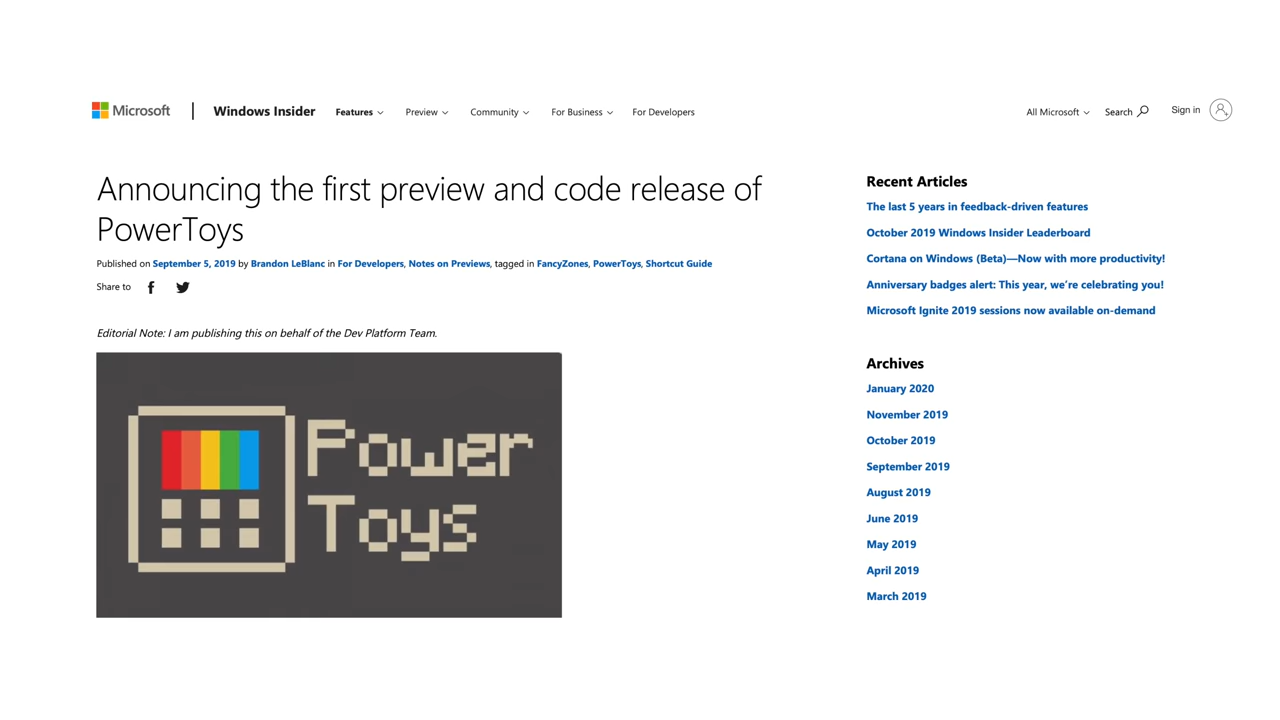 Microsoft
Windows Insider
Features
Preview
Community
For Business
For Developers
All Microsoft
Search
Sign in
Announcing the first preview and code release of
PowerToys
Published on September 5, 2019 by Brandon LeBlanc in For Developers, Notes on Previews, tagged in FancyZones, PowerToys, Shortcut Guide
Share to
Editorial Note: I am publishing this on behalf of the Dev Platform Team.
Power
Toys
Recent Articles
The last 5 years in feedback-driven features
October 2019 Windows Insider Leaderboard
Cortana on Windows (Beta)—Now with more productivity!
Anniversary badges alert: This year, we're celebrating you!
Microsoft Ignite 2019 sessions now available on-demand
Archives
January 2020
November 2019
October 2019
September 2019
August 2019
June 2019
May 2019
April 2019
March 2019